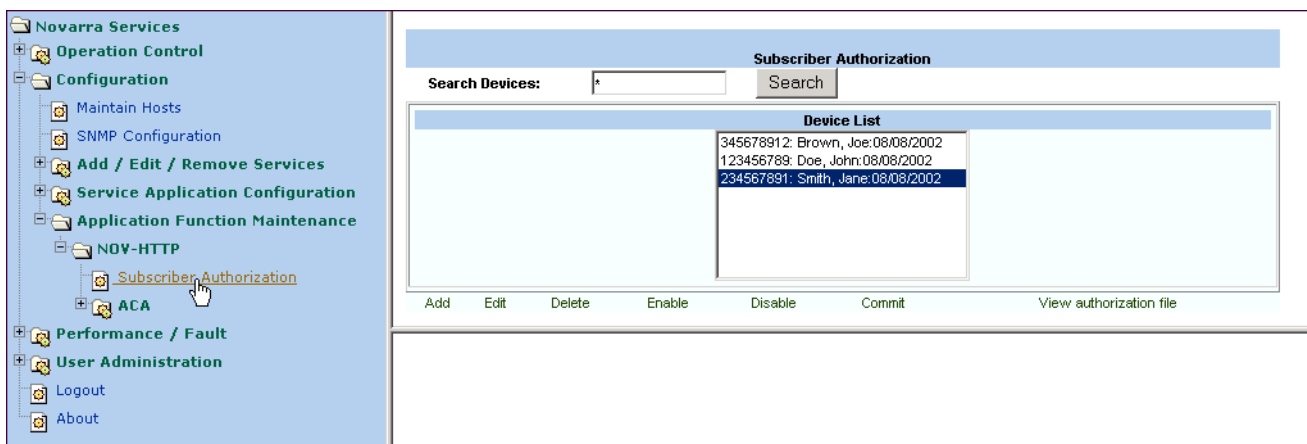 Novarra Services
Operation Control
Configuration
Maintain Hosts
SNMP Configuration
Add / Edit / Remove Services
Service Application Configuration
Application Function Maintenance
NOV-HTTP
Subscriber Authorization
ACA
Performance / Fault
User Administration
Logout
About
Subscriber Authorization
Search Devices: * Search
Device List
345678912: Brown, Joe:08/08/2002
123456789: Doe, John:08/08/2002
234567891: Smith, Jane:08/08/2002
Add Edit Delete Enable Disable Commit View authorization file